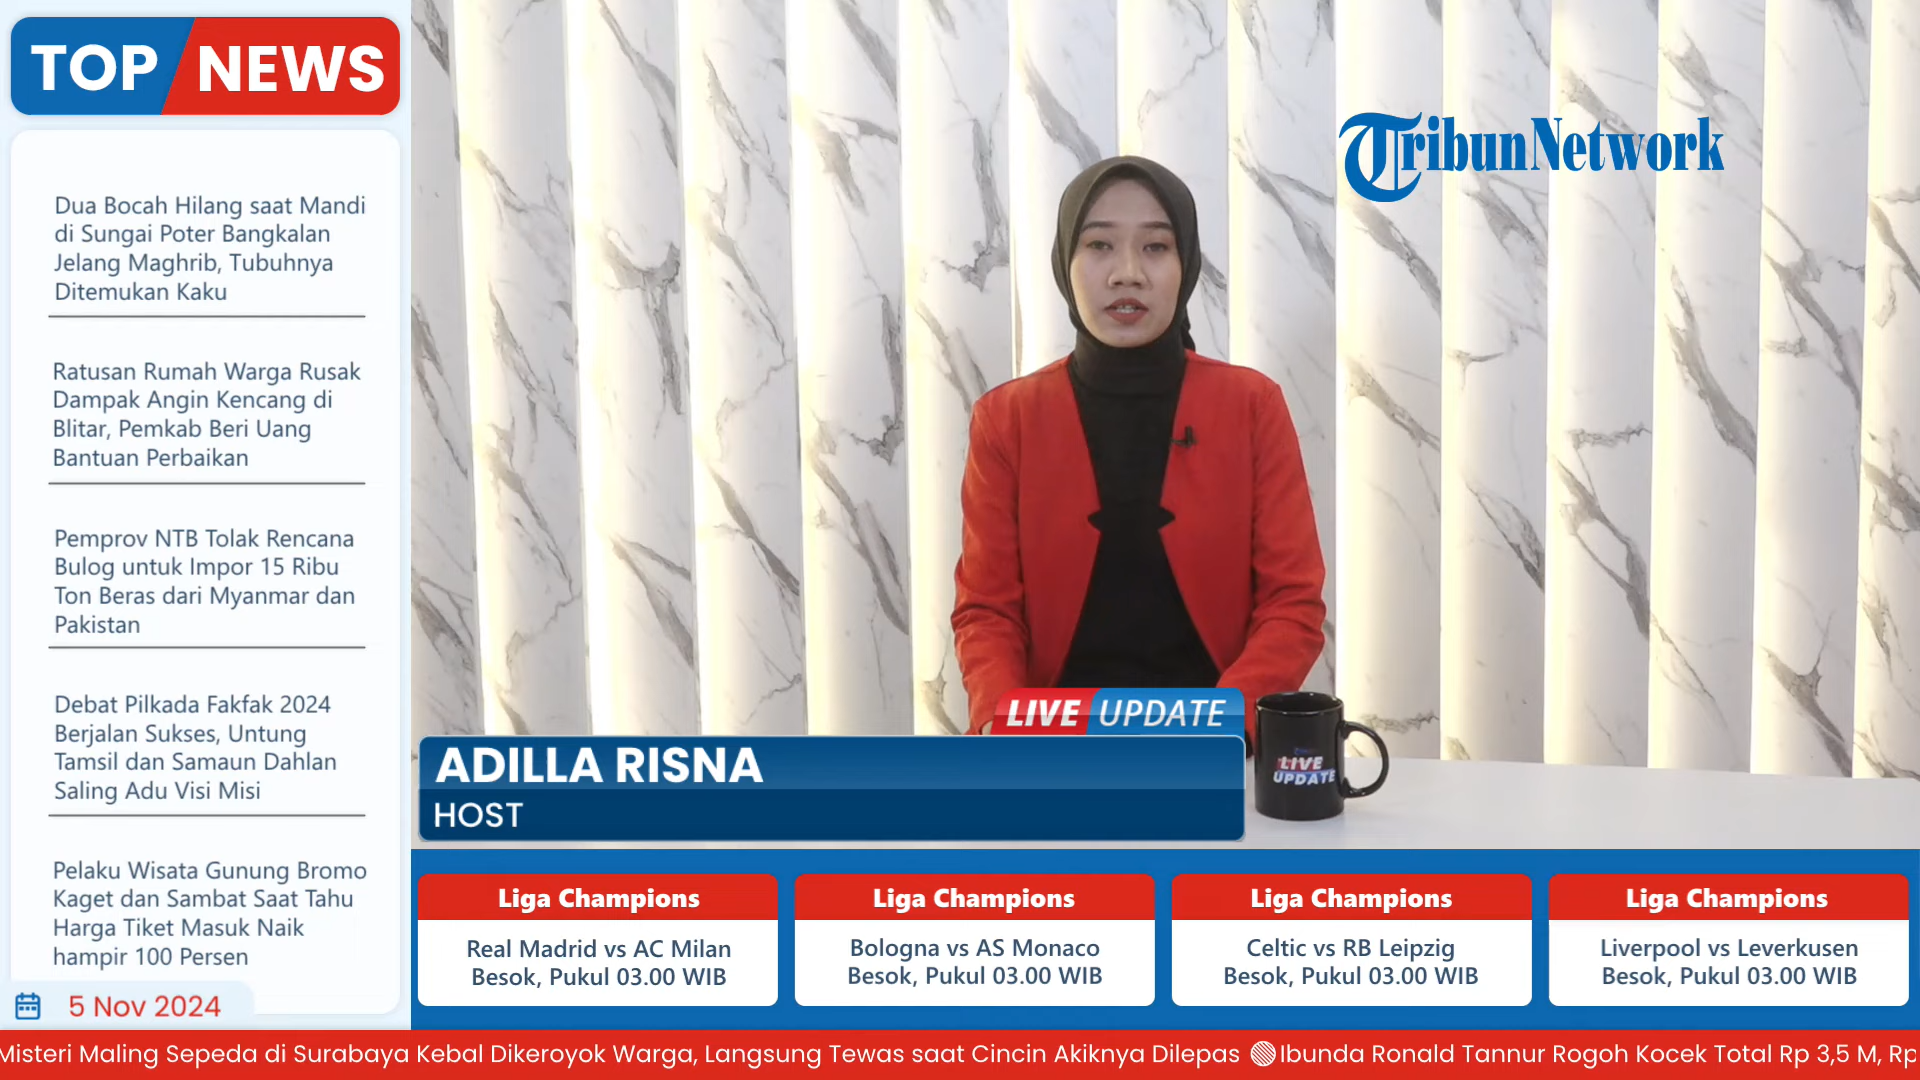 TOP NEWS
Dua Bocah Hilang saat Mandi
di Sungai Poter Bangkalan
Jelang Maghrib, Tubuhnya
Ditemukan Kaku
Ratusan Rumah Warga Rusak
Dampak Angin Kencang di
Blitar, Pemkab Beri Uang
Bantuan Perbaikan
Pemprov NTB Tolak Rencana
Bulog untuk Impor 15 Ribu
Ton Beras dari Myanmar dan
Pakistan
Debat Pilkada Fakfak 2024
Berjalan Sukses, Untung
Tamsil dan Samaun Dahlan
Saling Adu Visi Misi
Pelaku Wisata Gunung Bromo
Kaget dan Sambat Saat Tahu
Harga Tiket Masuk Naik
hampir 100 Persen
5 Nov 2024
TribunNetwork
LIVE UPDATE
ADILLA RISNA
HOST
LIVE
UPDATE
Liga Champions
Real Madrid vs AC Milan
Besok, Pukul 03.00 WIB
Liga Champions
Bologna vs AS Monaco
Besok, Pukul 03.00 WIB
Liga Champions
Celtic vs RB Leipzig
Besok, Pukul 03.00 WIB
Liga Champions
Liverpool vs Leverkusen
Besok, Pukul 03.00 WIB
Misteri Maling Sepeda di Surabaya Kebal Dikeroyok Warga, Langsung Tewas saat Cincin Akiknya Dilepas Ibunda Ronald Tannur Rogoh Kocek Total Rp 3,5 M, Rp